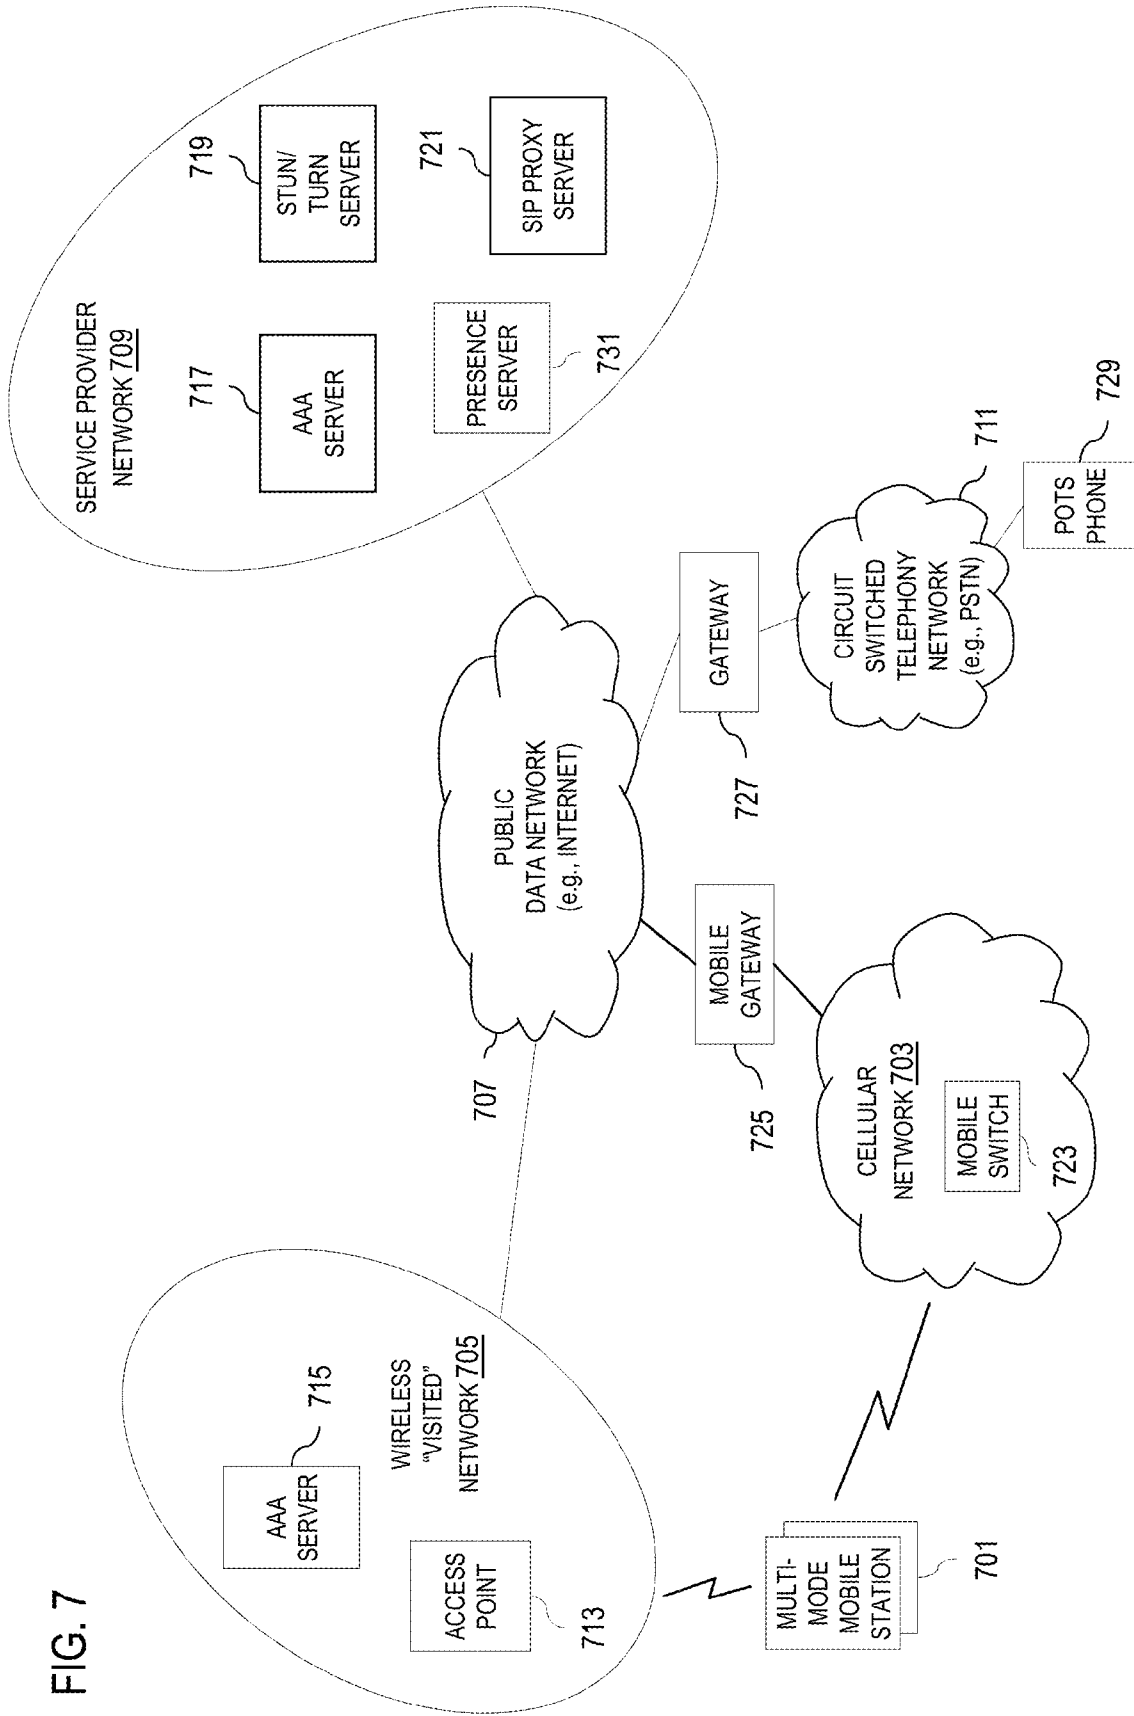 FIG. 7
AAA
SERVER
715
WIRELESS
"VISITED"
NETWORK 705
ACCESS
POINT
713
MULTI-
MODE
MOBILE
STATION
701
707
PUBLIC
DATA NETWORK
(e.g., INTERNET)
MOBILE
GATEWAY
725
CELLULAR
NETWORK 703
MOBILE
SWITCH
723
GATEWAY
727
CIRCUIT
SWITCHED
TELEPHONY
NETWORK
(e.g., PSTN)
711
POTS
PHONE
729
SERVICE PROVIDER
NETWORK 709
717
AAA
SERVER
719
STUN/
TURN
SERVER
PRESENCE
SERVER
731
721
SIP PROXY
SERVER